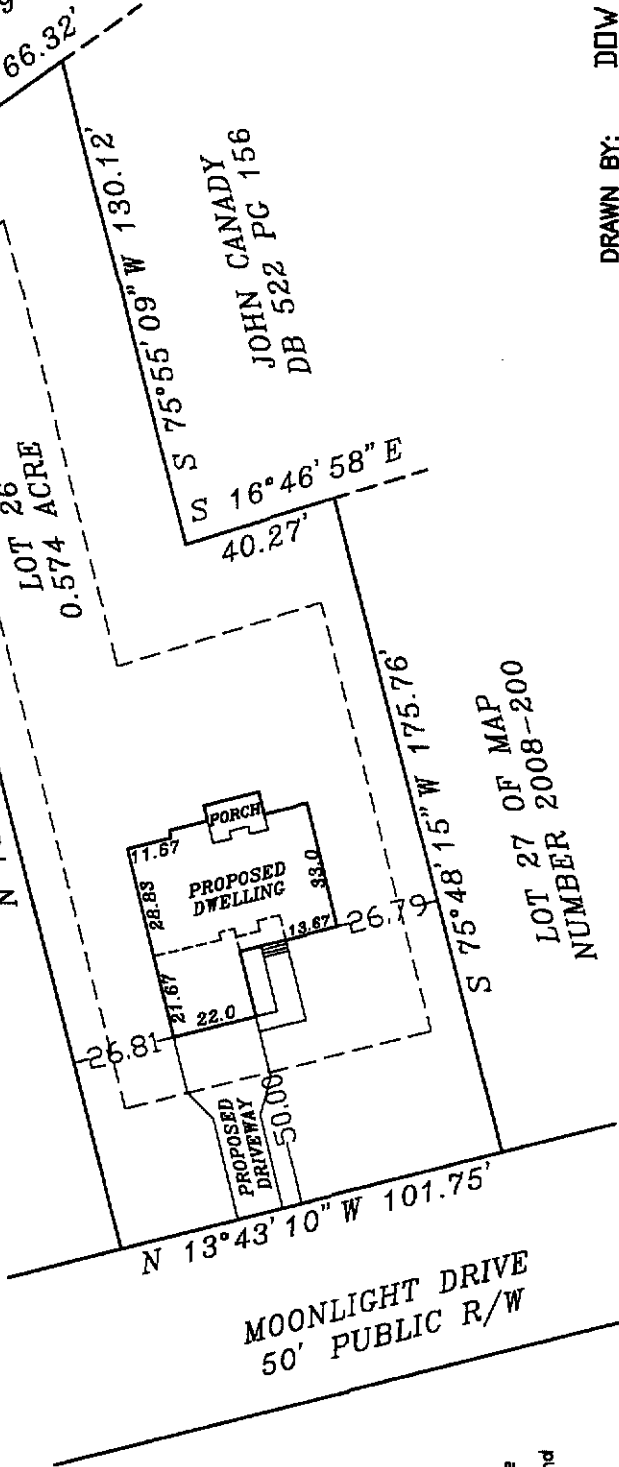 66.32'
S 75°55'09" W 130.12'
JOHN CANADY
DB 522 PG 156
DRAWN BY: DDW
LOT 26
0.574 ACRE
S 16°46'58" E
40.27'
S 75°48'15" W 175.76'
LOT 27 OF MAP
NUMBER 2008-200
PORCH
11.67
PROPOSED
DWELLING
28.83
33.0
13.67
26.79
21.67
22.0
26.81
PROPOSED
DRIVEWAY
50.00
N
N 13°43'10" W 101.75'
MOONLIGHT DRIVE
50' PUBLIC R/W